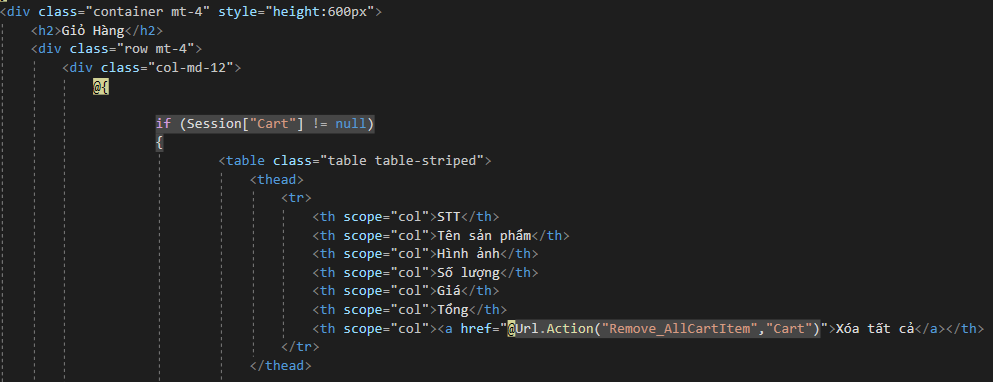 <div class="container mt-4" style="height:600px">
<h2>Giỏ Hàng</h2>
<div class="row mt-4">
<div class="col-md-12">
@{
if (Session["Cart"] != null)
{
<table class="table table-striped">
<thead>
<tr>
<th scope="col">STT</th>
<th scope="col">Tên sản phẩm</th>
<th scope="col">Hình ảnh</th>
<th scope="col">Số lượng</th>
<th scope="col">Giá</th>
<th scope="col">Tổng</th>
<th scope="col"><a href="@Url.Action("Remove_AllCartItem","Cart")">Xóa tất cả</a></th>
</tr>
</thead>